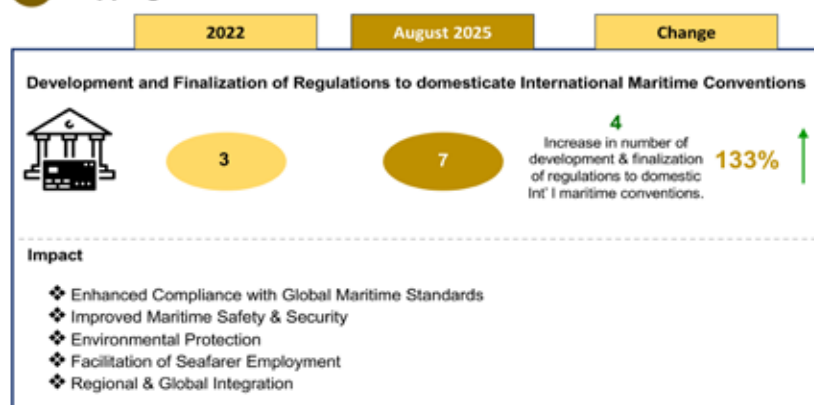 2022
August 2025
Change
Development and Finalization of Regulations to domesticate International Maritime Conventions
3
7
4
Increase in number of
development & finalization
of regulations to domestic
Int' l maritime conventions.
133%
Impact
❖ Enhanced Compliance with Global Maritime Standards
❖ Improved Maritime Safety & Security
❖ Environmental Protection
❖ Facilitation of Seafarer Employment
❖ Regional & Global Integration